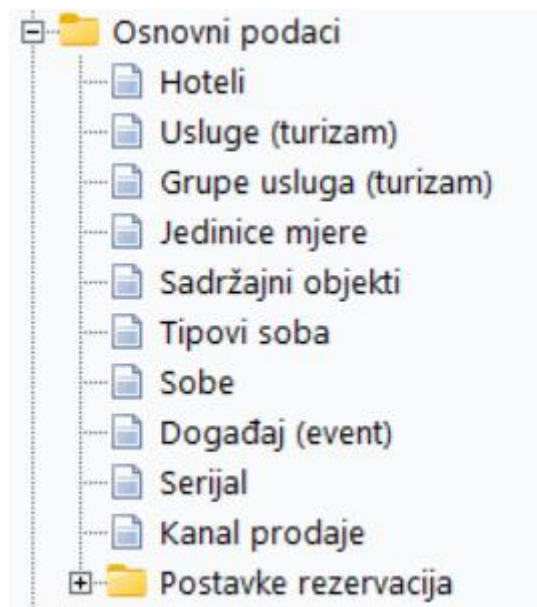 Osnovni podaci
Hoteli
Usluge (turizam)
Grupe usluga (turizam)
Jedinice mjere
Sadržajni objekti
Tipovi soba
Sobe
Događaj (event)
Serijal
Kanal prodaje
Postavke rezervacija